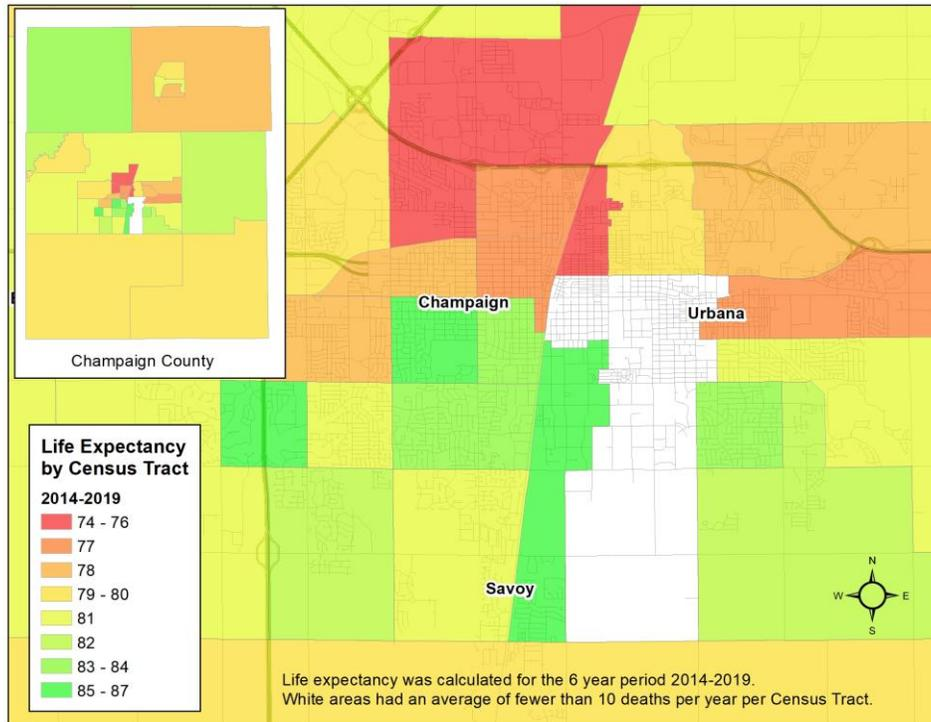 Champaign County
Champaign
Urbana
Savoy
Life Expectancy
by Census Tract
2014-2019
74 - 76
77
78
79 - 80
81
82
83 - 84
85 - 87
N
W
E
S
Life expectancy was calculated for the 6 year period 2014-2019.
White areas had an average of fewer than 10 deaths per year per Census Tract.